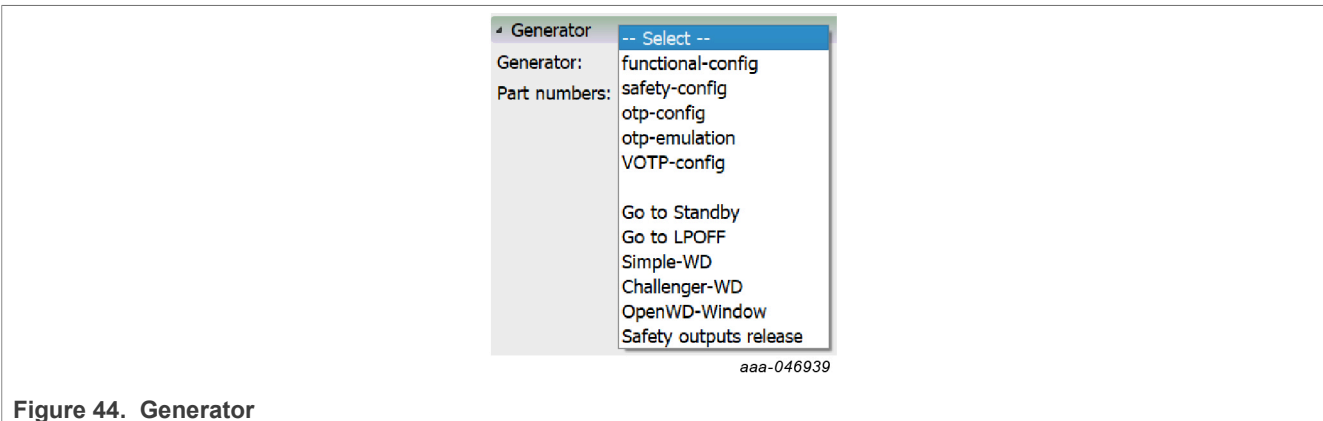 Generator
-- Select --
Generator:
functional-config
Part numbers:
safety-config
otp-config
otp-emulation
VOTP-config
Go to Standby
Go to LPOFF
Simple-WD
Challenger-WD
OpenWD-Window
Safety outputs release
aaa-046939
Figure 44. Generator